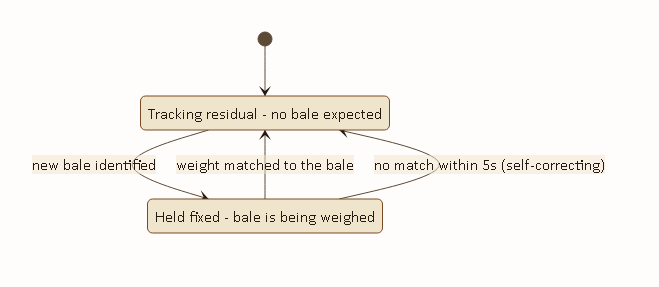 Tracking residual - no bale expected
new bale identified
weight matched to the bale
no match within 5s (self-correcting)
Held fixed - bale is being weighed